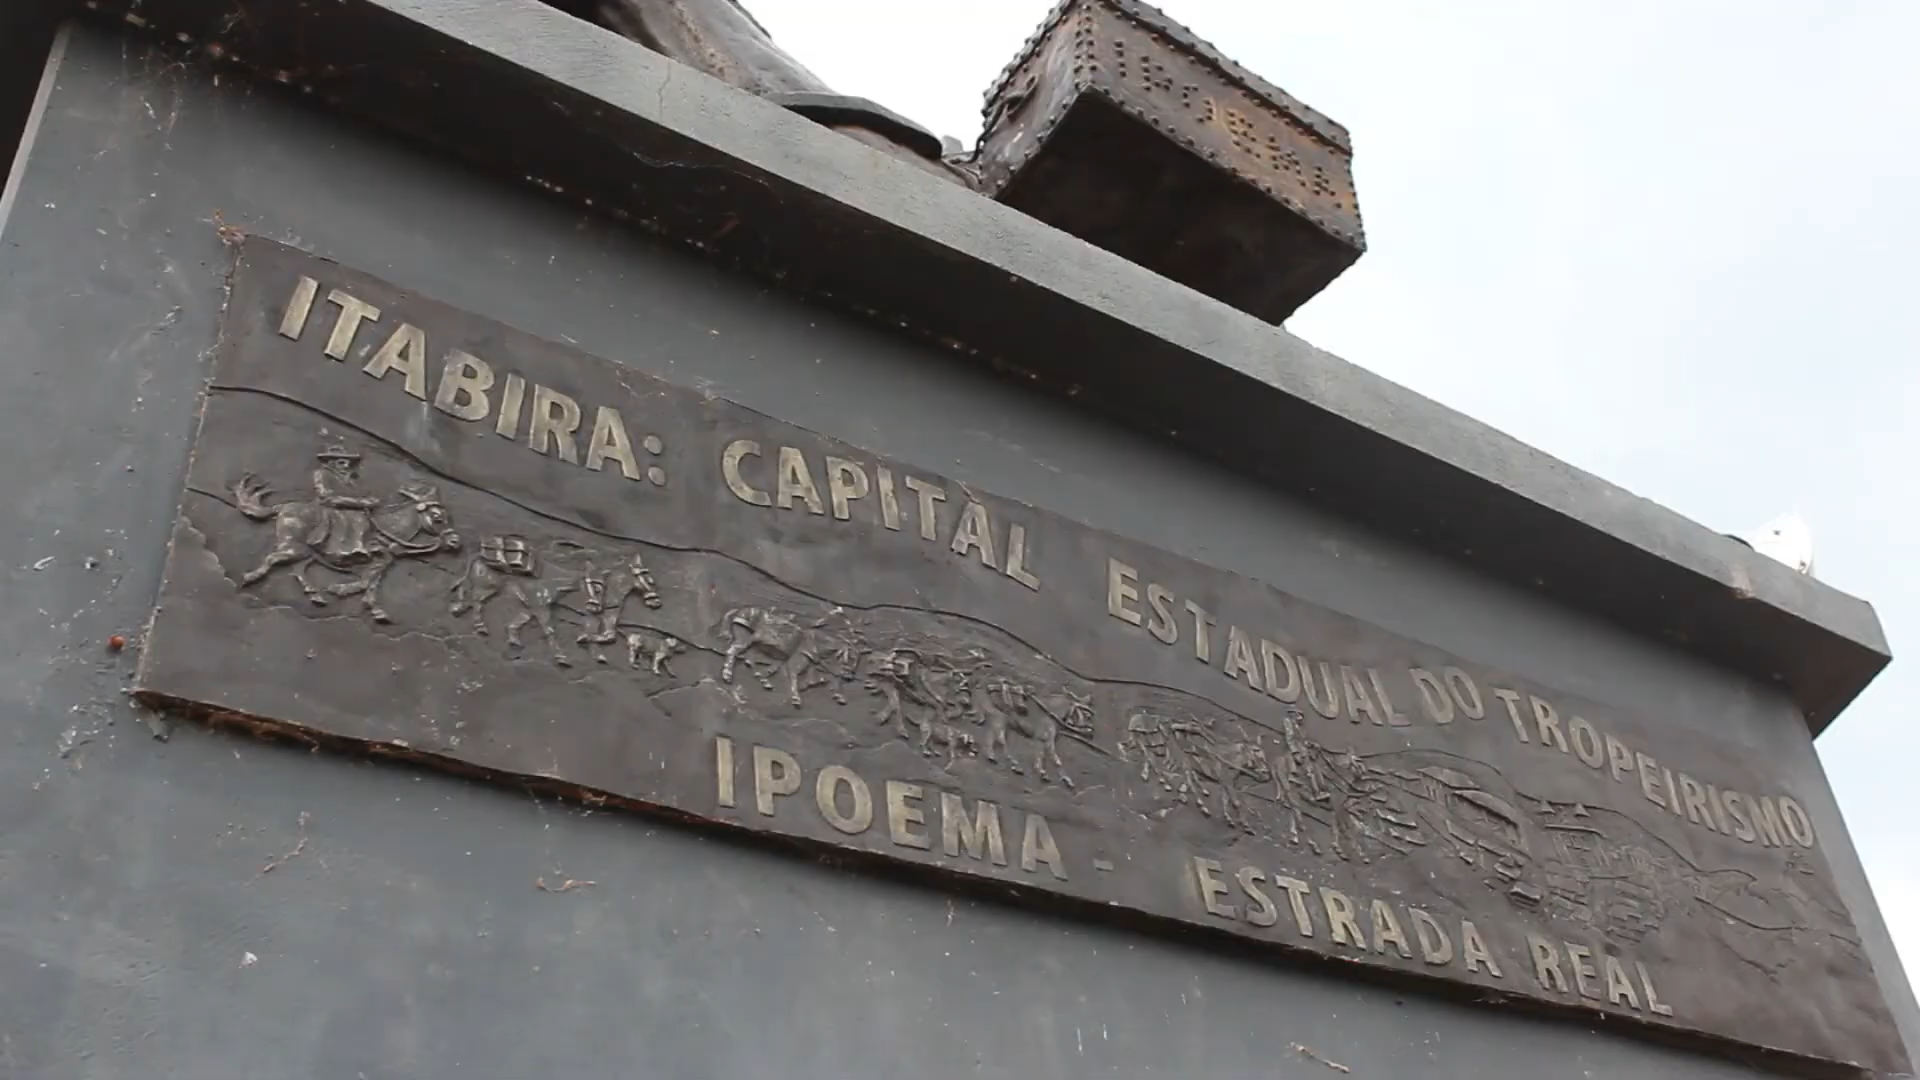 ITABIRA: CAPITAL ESTADUAL DO TROPEIRISMO
IPOEMA - ESTRADA REAL